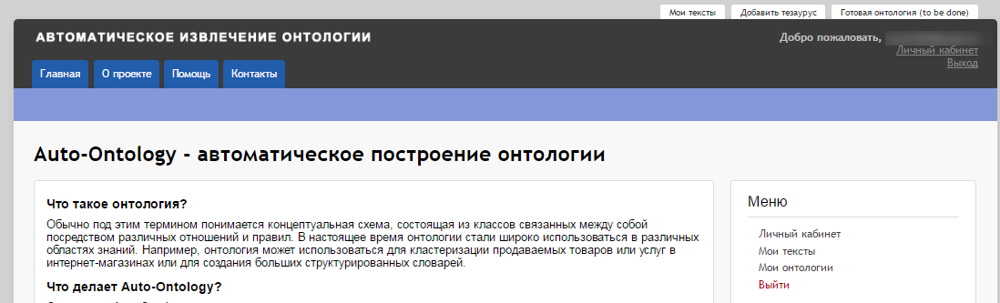 Мои тексты Добавить тезаурус Готовая онтология (to be done)
АВТОМАТИЧЕСКОЕ ИЗВЛЕЧЕНИЕ ОНТОЛОГИИ
Добро пожаловать,
Личный кабинет
Выход
Главная О проекте Помощь Контакты
Auto-Ontology - автоматическое построение онтологии
Что такое онтология?
Обычно под этим термином понимается концептуальная схема, состоящая из классов связанных между собой
посредством различных отношений и правил. В настоящее время онтологии стали широко использоваться в различных
областях знаний. Например, онтология может использоваться для кластеризации продаваемых товаров или услуг в
интернет-магазинах или для создания больших структурированных словарей.
Что делает Auto-Ontology?
Меню
Личный кабинет
Мои тексты
Мои онтологии
Выйти